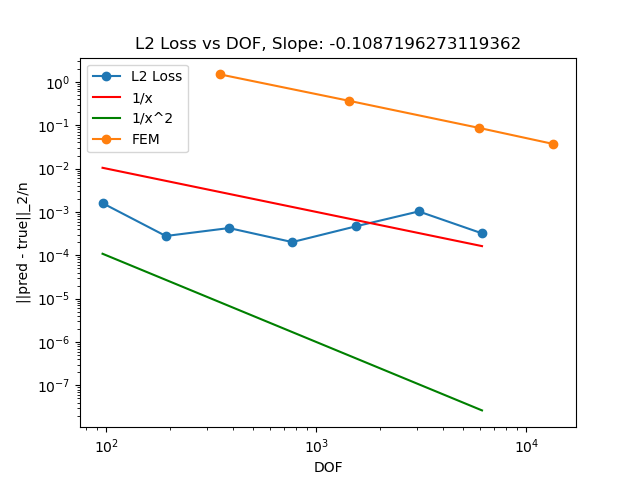 L2 Loss vs DOF, Slope: -0.1087196273119362
L2 Loss
1/x
1/x^2
FEM
||pred - true||_2/n
10^0
10^-1
10^-2
10^-3
10^-4
10^-5
10^-6
10^-7
10^2
10^3
10^4
DOF